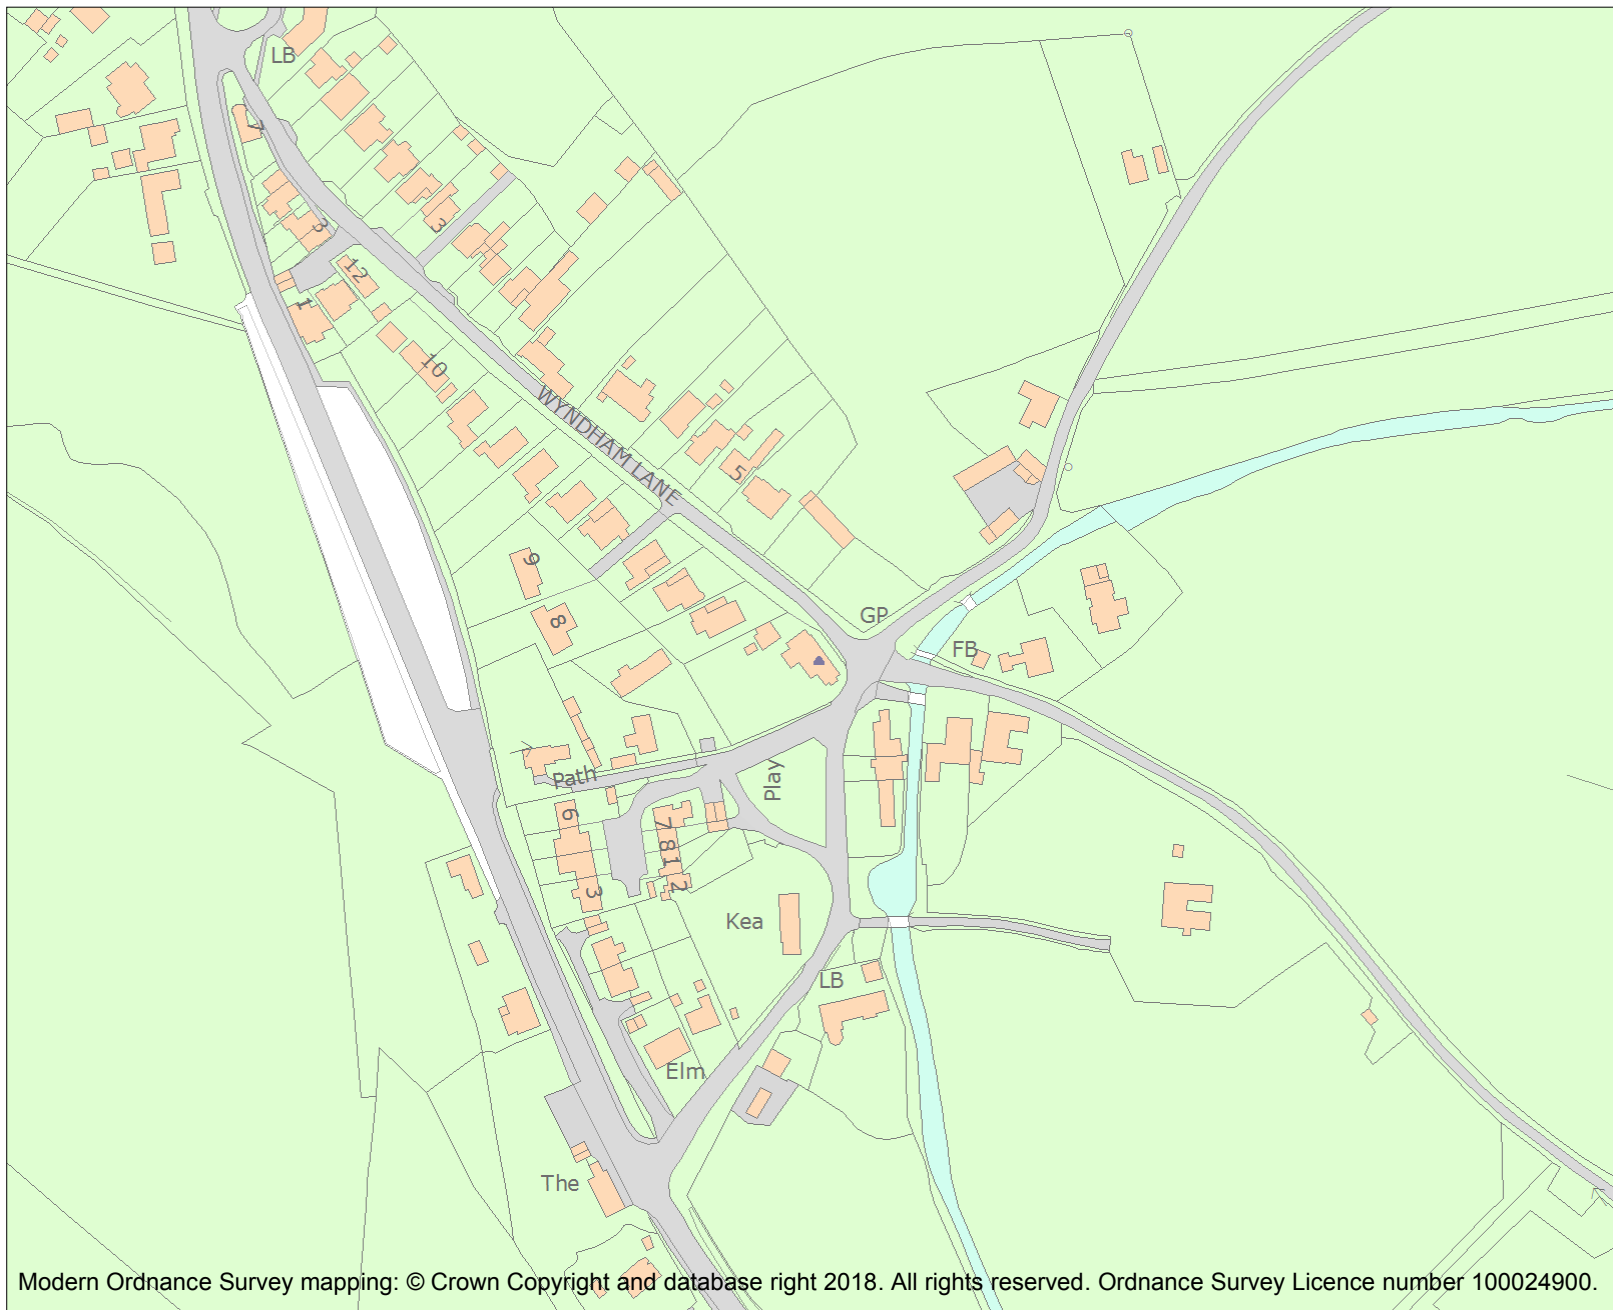 LB
7
3
3
12
1
10
WYNDHAM LANE
5
9
8
GP
FB
7
Path
Play
6
7
8
1
2
3
Kea
LB
Elm
The
Modern Ordnance Survey mapping: © Crown Copyright and database right 2018. All rights reserved. Ordnance Survey Licence number 100024900.